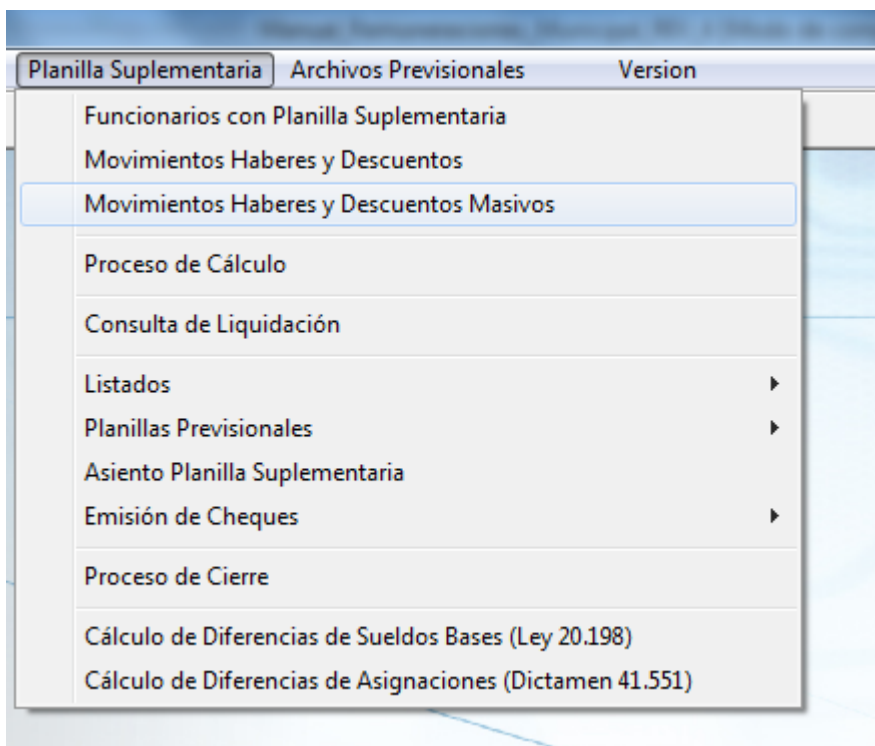 Planilla Suplementaria Archivos Previsionales Version
Funcionarios con Planilla Suplementaria
Movimientos Haberes y Descuentos
Movimientos Haberes y Descuentos Masivos
Proceso de Cálculo
Consulta de Liquidación
Listados
Planillas Previsionales
Asiento Planilla Suplementaria
Emisión de Cheques
Proceso de Cierre
Cálculo de Diferencias de Sueldos Bases (Ley 20.198)
Cálculo de Diferencias de Asignaciones (Dictamen 41.551)